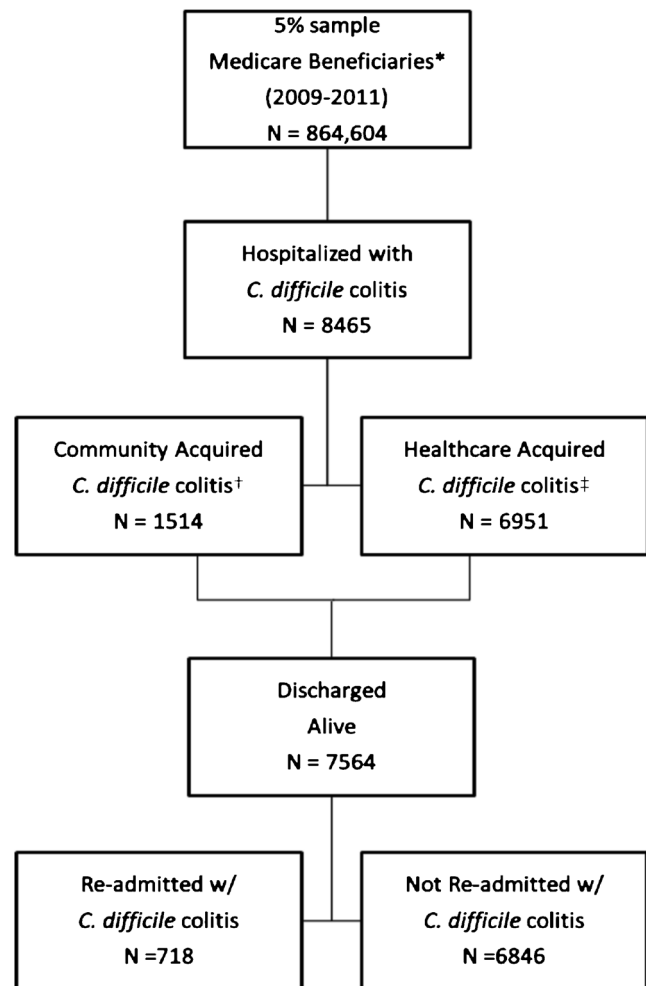 5% sample
Medicare Beneficiaries*
(2009-2011)
N = 864,604
Hospitalized with
C. difficile colitis
N = 8465
Community Acquired
C. difficile colitis†
N = 1514
Healthcare Acquired
C. difficile colitis‡
N = 6951
Discharged
Alive
N = 7564
Re-admitted w/
C. difficile colitis
N =718
Not Re-admitted w/
C. difficile colitis
N =6846